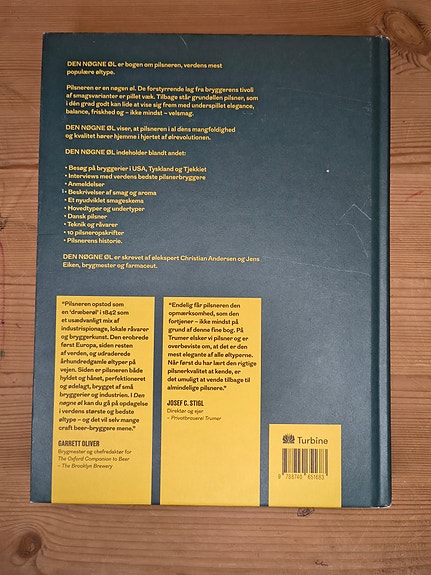 DEN NØGNE ØL er bogen om pilsneren, verdens mest
populære øltype.
Pilsneren er en nøgen øl. De forstyrrende lag fra bryggerens tivoli
af smagsvarianter er pillet væk. Tilbage står grundøllen pilsner, som
i dén grad godt kan lide at vise sig frem med underspillet elegance,
balance, friskhed og – ikke mindst – velsmag.
DEN NØGNE ØL viser, at pilsneren i al dens mangfoldighed
og kvalitet hører hjemme i hjertet af ølrevolutionen.
DEN NØGNE ØL indeholder blandt andet:
• Besøg på bryggerier i USA, Tyskland og Tjekkiet
• Interviews med verdens bedste pilsnerbryggere
• Anmeldelser
• Beskrivelser af smag og aroma
• Et nyudviklet smageskema
• Hovedtyper og undertyper
• Dansk pilsner
• Teknik og råvarer
• 10 pilsneropskrifter
• Pilsnerens historie.
DEN NØGNE ØL er skrevet af ølekspert Christian Andersen og Jens
Eiken, brygmester og farmaceut.
"Pilsneren opstod som
en 'dræberøl' i 1842 som
et usædvanligt mix af
industrispionage, lokale råvarer
og bryggerkunst. Den erobrede
først Europa, siden resten
af verden, og udraderede
århundredgamle øltyper på
vejen. Siden er pilsneren både
hyldet og hånet, perfektioneret
og ødelagt, brygget af små
bryggerier og industrien. I Den
nøgne øl kan du gå på opdagelse
i verdens største og bedste
øltype – og det vil selv mange
craft beer-bryggere mene."
GARRETT OLIVER
Brygmester og chefredaktør for
The Oxford Companion to Beer
– The Brooklyn Brewery
"Endelig får pilsneren den
opmærksomhed, som den
fortjener – ikke mindst på
grund af denne fine bog. På
Trumer elsker vi pilsner og er
overbeviste om, at det er den
mest elegante af alle øltyperne.
Når først du har lært den rigtige
pilsnerkvalitet at kende, er
det umuligt at vende tilbage til
almindelige pilsnere."
JOSEF C. STIGL
Direktør og ejer
– Privatbrauerei Trumer
Turbine
9 788740 651683